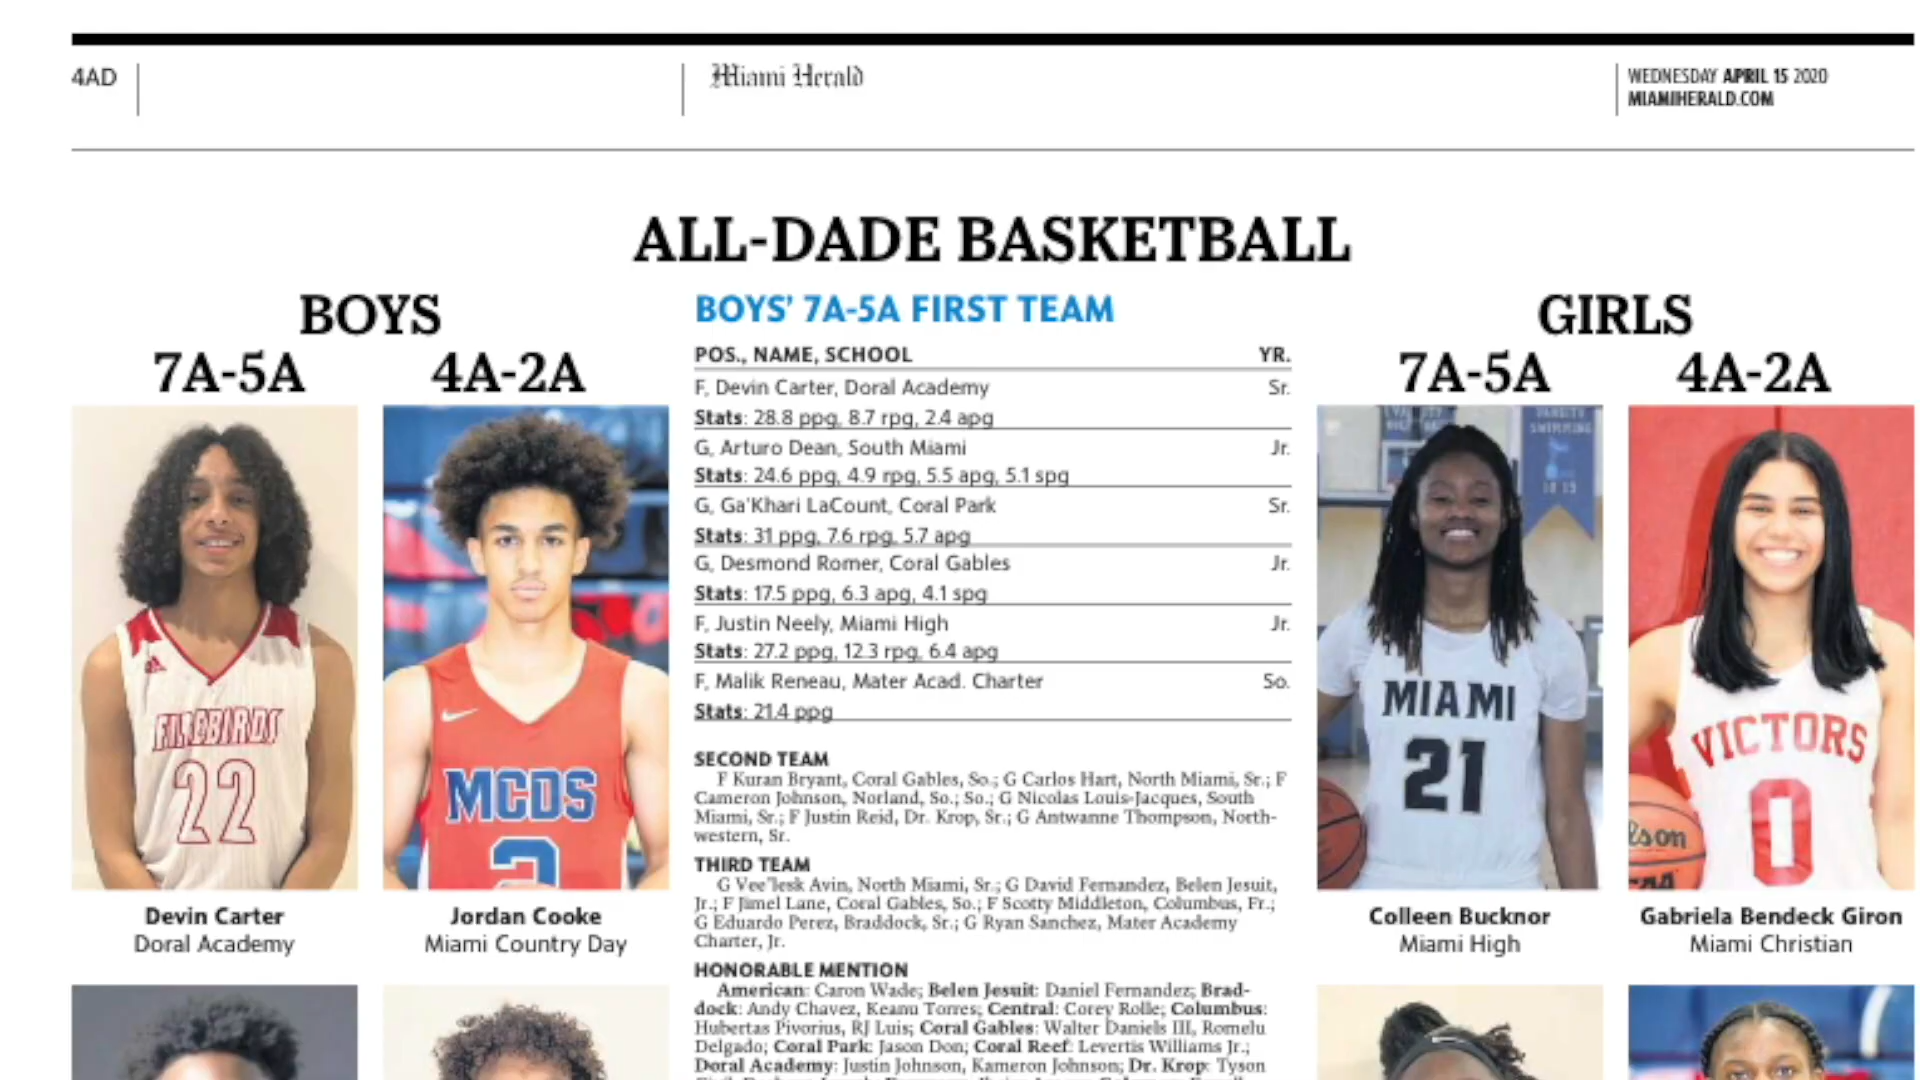 4AD
Miami Herald
WEDNESDAY APRIL 15 2020
MIAMIHERALD.COM
ALL-DADE BASKETBALL
BOYS
7A-5A
4A-2A
FIREBIRDS
22
MCDS
Devin Carter
Doral Academy
Jordan Cooke
Miami Country Day
BOYS' 7A-5A FIRST TEAM
POS., NAME, SCHOOL YR.
F, Devin Carter, Doral Academy Sr.
Stats: 28.8 ppg, 8.7 rpg, 2.4 apg
G, Arturo Dean, South Miami Jr.
Stats: 24.6 ppg, 4.9 rpg, 5.5 apg, 5.1 spg
G, Ga'Khari LaCount, Coral Park Sr.
Stats: 31 ppg, 7.6 rpg, 5.7 apg
G, Desmond Romer, Coral Gables Jr.
Stats: 17.5 ppg, 6.3 apg, 4.1 spg
F, Justin Neely, Miami High Jr.
Stats: 27.2 ppg, 12.3 rpg, 6.4 apg
F, Malik Reneau, Mater Acad. Charter So.
Stats: 21.4 ppg
SECOND TEAM
F Kuran Bryant, Coral Gables, So.; G Carlos Hart, North Miami, Sr.; F
Cameron Johnson, Norland, So.; So.; G Nicolas Louis-Jacques, South
Miami, Sr.; F Justin Reid, Dr. Krop, Sr.; G Antwanne Thompson, North-
western, Sr.
THIRD TEAM
G Vee'lesk Avin, North Miami, Sr.; G David Fernandez, Belen Jesuit,
Jr.; F Jimel Lane, Coral Gables, So.; F Scotty Middleton, Columbus, Fr.;
G Eduardo Perez, Braddock, Sr.; G Ryan Sanchez, Mater Academy
Charter, Jr.
HONORABLE MENTION
American: Caron Wade; Belen Jesuit: Daniel Fernandez; Brad-
dock: Andy Chavez, Keanu Torres; Central: Corey Rolle; Columbus:
Hubertas Pivorius, RJ Luis; Coral Gables: Walter Daniels III, Romelu
Delgado; Coral Park: Jason Don; Coral Reef: Levertis Williams Jr.;
Doral Academy: Justin Johnson, Kameron Johnson; Dr. Krop: Tyson
GIRLS
7A-5A
4A-2A
VARSITY
SWIMMING
MIAMI
21
VICTORS
0
Colleen Bucknor
Miami High
Gabriela Bendeck Giron
Miami Christian